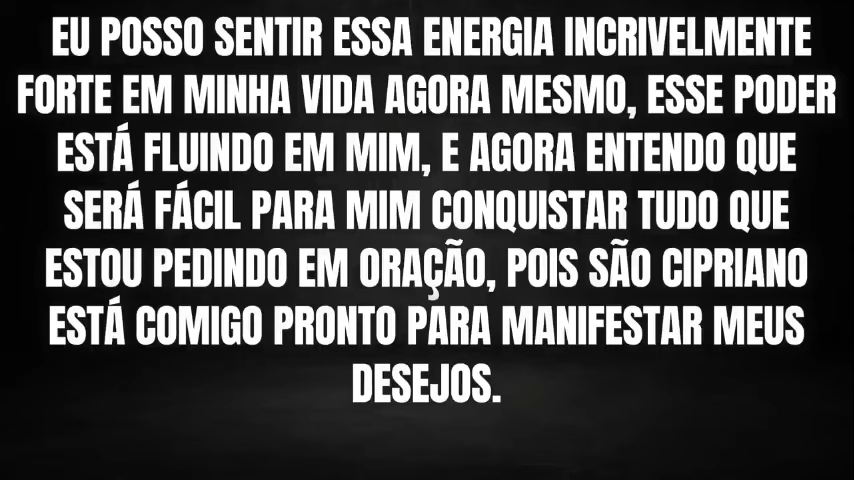 EU POSSO SENTIR ESSA ENERGIA INCRIVELMENTE
FORTE EM MINHA VIDA AGORA MESMO, ESSE PODER
ESTÁ FLUINDO EM MIM, E AGORA ENTENDO QUE
SERÁ FÁCIL PARA MIM CONQUISTAR TUDO QUE
ESTOU PEDINDO EM ORAÇÃO, POIS SÃO CIPRIANO
ESTÁ COMIGO PRONTO PARA MANIFESTAR MEUS
DESEJOS.